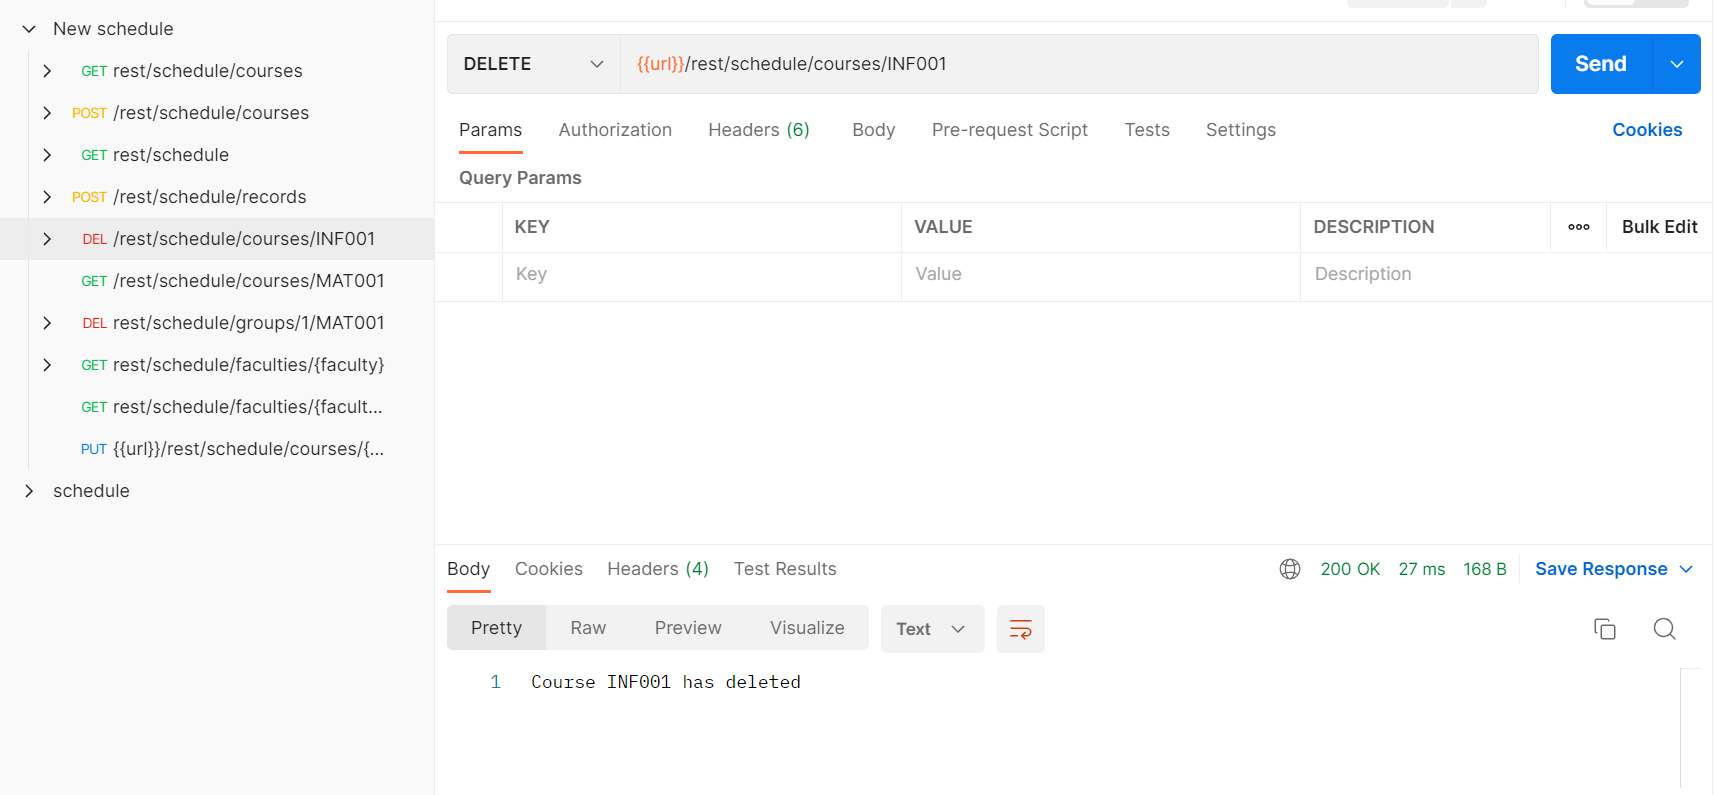 New schedule
GET rest/schedule/courses
POST /rest/schedule/courses
GET rest/schedule
POST /rest/schedule/records
DEL /rest/schedule/courses/INF001
GET /rest/schedule/courses/MAT001
DEL rest/schedule/groups/1/MAT001
GET rest/schedule/faculties/{faculty}
GET rest/schedule/faculties/{facult...
PUT {{url}}/rest/schedule/courses/{...
schedule
DELETE {{url}}/rest/schedule/courses/INF001 Send
Params Authorization Headers (6) Body Pre-request Script Tests Settings Cookies
Query Params
KEY VALUE DESCRIPTION Bulk Edit
Key Value Description
Body Cookies Headers (4) Test Results 200 OK 27 ms 168 B Save Response
Pretty Raw Preview Visualize Text
1 Course INF001 has deleted